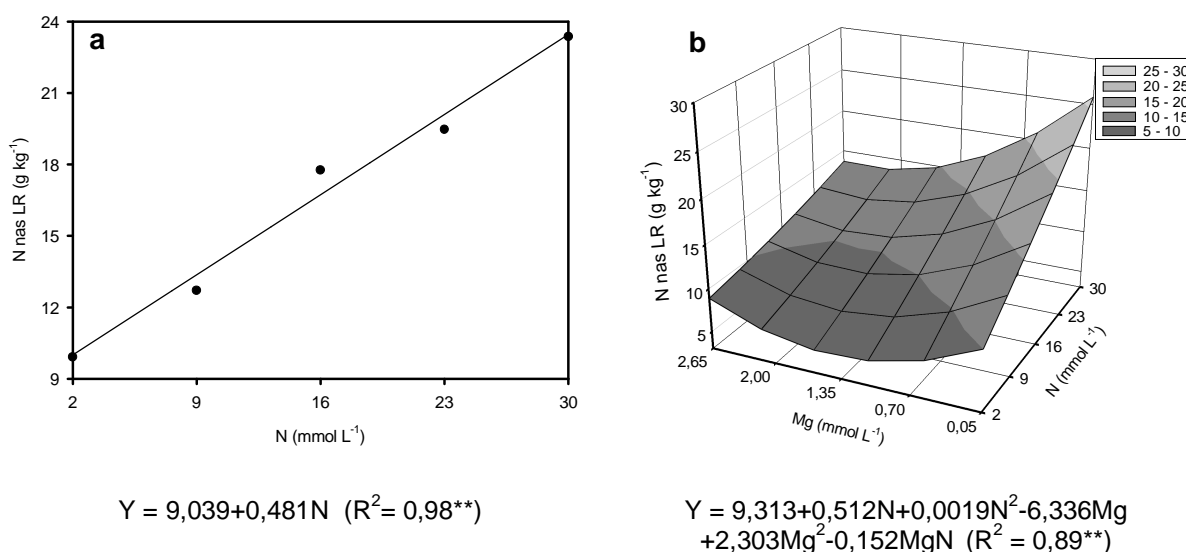 a
24
21
18
15
12
9
N nas LR (g kg⁻¹)
2 9 16 23 30
N (mmol L⁻¹)
Y = 9,039+0,481N (R²= 0,98**)
b
25 - 30
20 - 25
15 - 20
10 - 15
5 - 10
30
25
20
15
10
5
N nas LR (g kg⁻¹)
2,65
2,00
1,35
0,70
0,05
Mg (mmol L⁻¹)
30
23
16
9
2
N (mmol L⁻¹)
Y = 9,313+0,512N+0,0019N²-6,336Mg
+2,303Mg²-0,152MgN (R² = 0,89**)